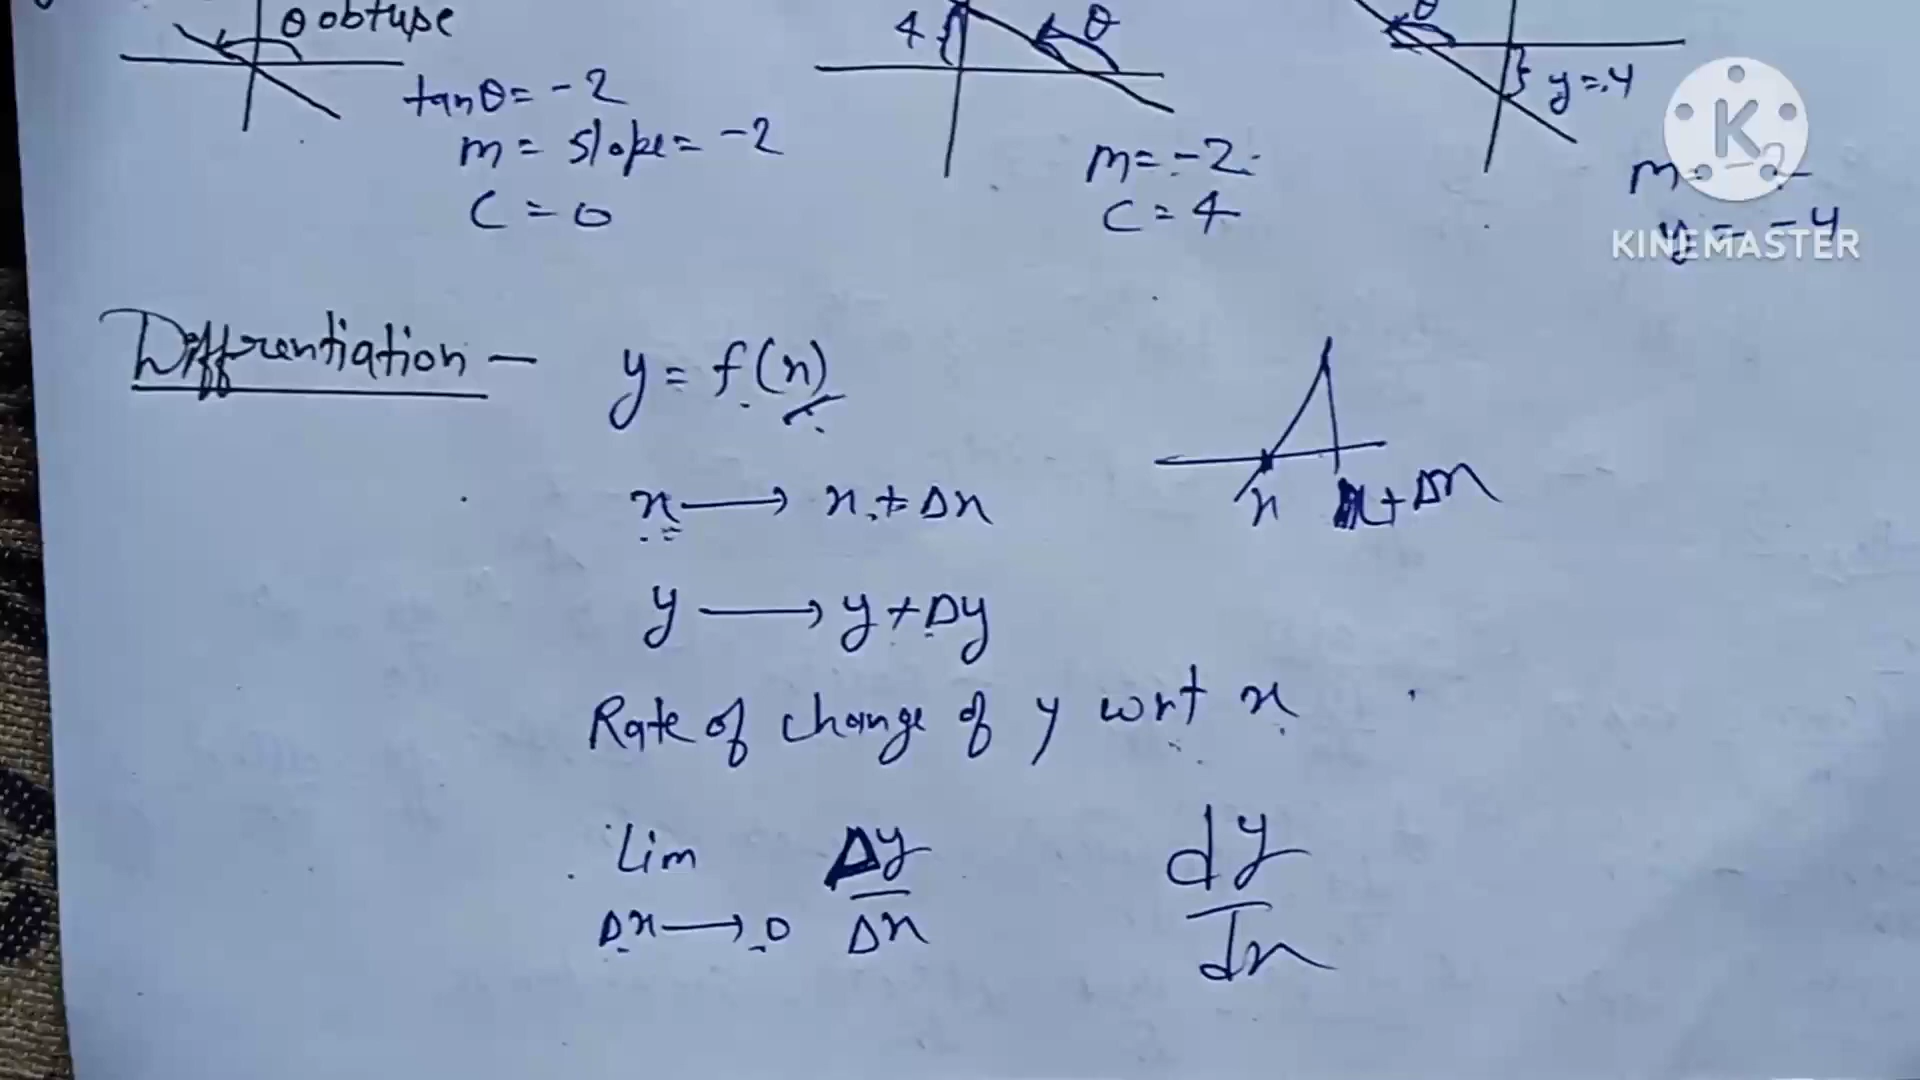 θ obtuse
tanθ = -2
m = slope = -2
C = 0
4 θ
m = -2
C = 4
θ
y = -4
m = -2
y = -4
K
KINEMASTER
Differentiation — y = f(x)
x ⟶ x + Δx
x x + Δx
y ⟶ y + Δy
Rate of change of y wrt x
Lim Δy dy
Δx ⟶ 0 Δx dx